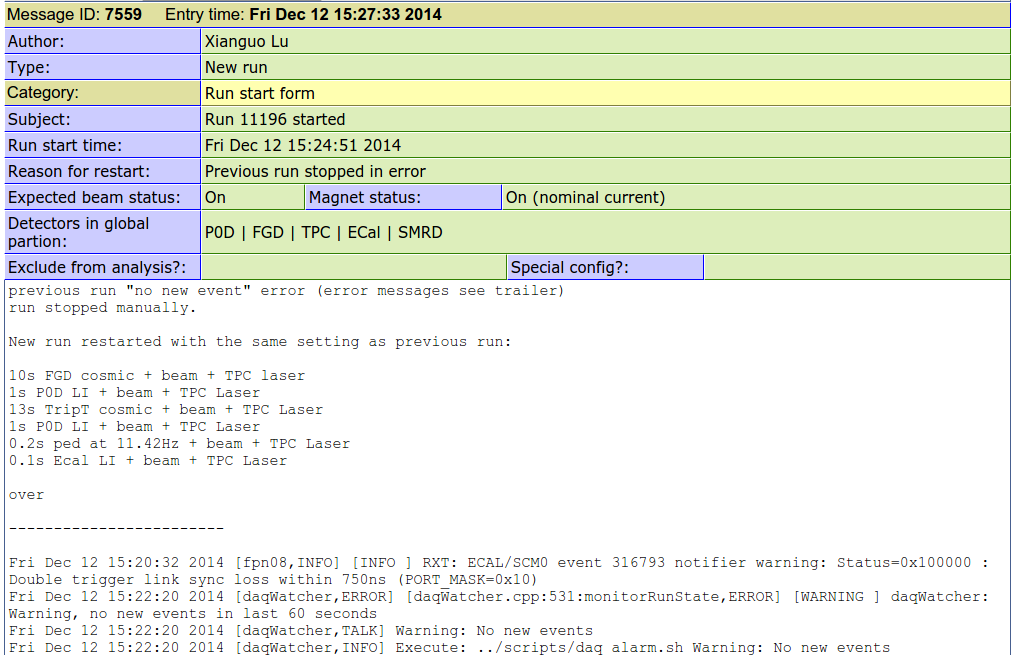 Message ID: 7559 Entry time: Fri Dec 12 15:27:33 2014
Author: Xianguo Lu
Type: New run
Category: Run start form
Subject: Run 11196 started
Run start time: Fri Dec 12 15:24:51 2014
Reason for restart: Previous run stopped in error
Expected beam status: On Magnet status: On (nominal current)
Detectors in global
partion: P0D | FGD | TPC | ECal | SMRD
Exclude from analysis?: Special config?:
previous run "no new event" error (error messages see trailer)
run stopped manually.
New run restarted with the same setting as previous run:
10s FGD cosmic + beam + TPC laser
1s P0D LI + beam + TPC Laser
13s TripT cosmic + beam + TPC Laser
1s P0D LI + beam + TPC Laser
0.2s ped at 11.42Hz + beam + TPC Laser
0.1s Ecal LI + beam + TPC Laser
over
------------------------
Fri Dec 12 15:20:32 2014 [fpn08,INFO] [INFO ] RXT: ECAL/SCM0 event 316793 notifier warning: Status=0x100000 :
Double trigger link sync loss within 750ns (PORT_MASK=0x10)
Fri Dec 12 15:22:20 2014 [daqWatcher,ERROR] [daqWatcher.cpp:531:monitorRunState,ERROR] [WARNING ] daqWatcher:
Warning, no new events in last 60 seconds
Fri Dec 12 15:22:20 2014 [daqWatcher,TALK] Warning: No new events
Fri Dec 12 15:22:20 2014 [daqWatcher,INFO] Execute: ../scripts/daq_alarm.sh Warning: No new events